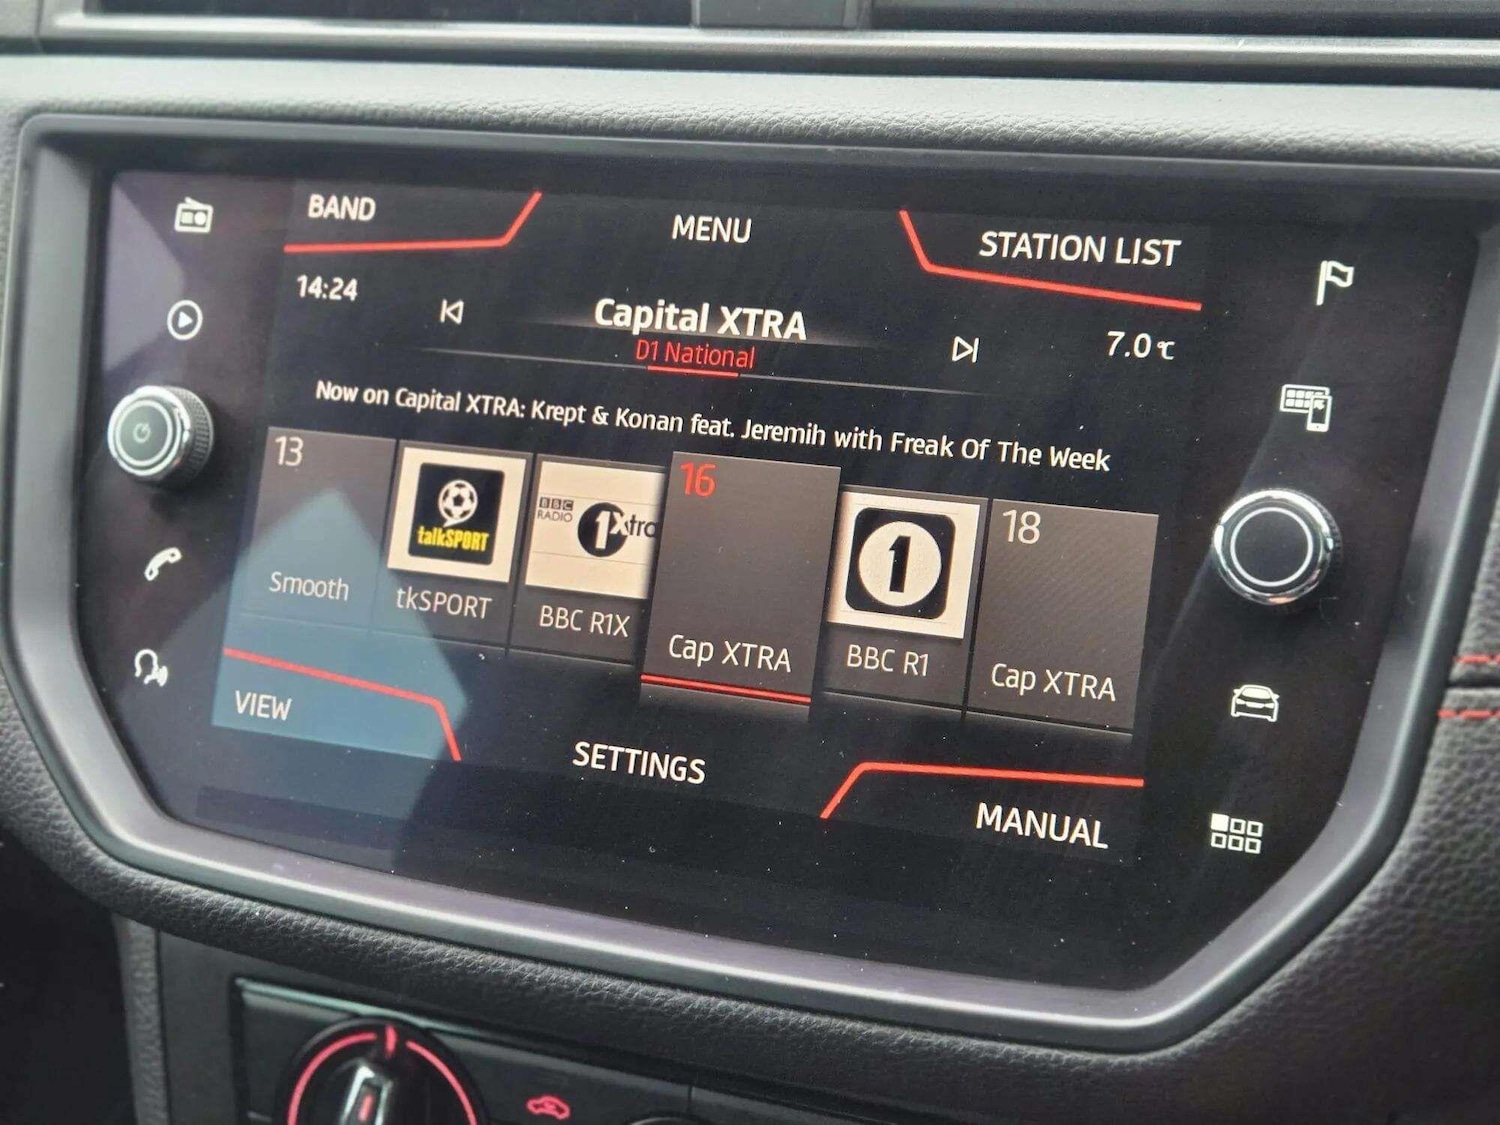 BAND
MENU
STATION LIST
14:24
Capital XTRA
7.0 °C
D1 National
Now on Capital XTRA: Krept & Konan feat. Jeremih with Freak Of The Week
13
Smooth
talkSPORT
tkSPORT
BBC
RADIO
1Xtra
BBC R1X
16
Cap XTRA
1
BBC R1
18
Cap XTRA
VIEW
SETTINGS
MANUAL